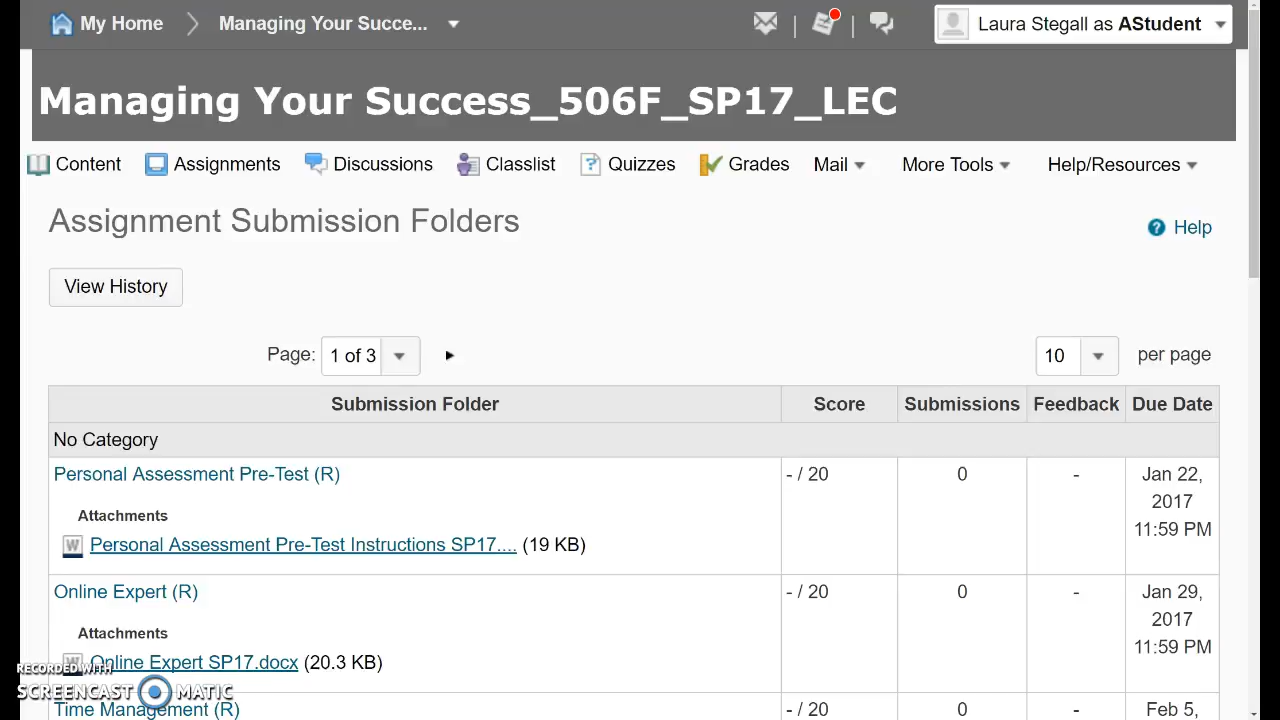 My Home Managing Your Succe... Laura Stegall as AStudent
Managing Your Success_506F_SP17_LEC
Content Assignments Discussions Classlist Quizzes Grades Mail More Tools Help/Resources
Assignment Submission Folders
Help
View History
Page: 1 of 3 10 per page
Submission Folder Score Submissions Feedback Due Date
No Category
Personal Assessment Pre-Test (R) - / 20 0 - Jan 22,
2017
Attachments
11:59 PM
Personal Assessment Pre-Test Instructions SP17.... (19 KB)
Online Expert (R) - / 20 0 - Jan 29,
2017
Attachments
11:59 PM
Online Expert SP17.docx (20.3 KB)
RECORDED WITH
SCREENCAST MATIC
Time Management (R) - / 20 0 - Feb 5,